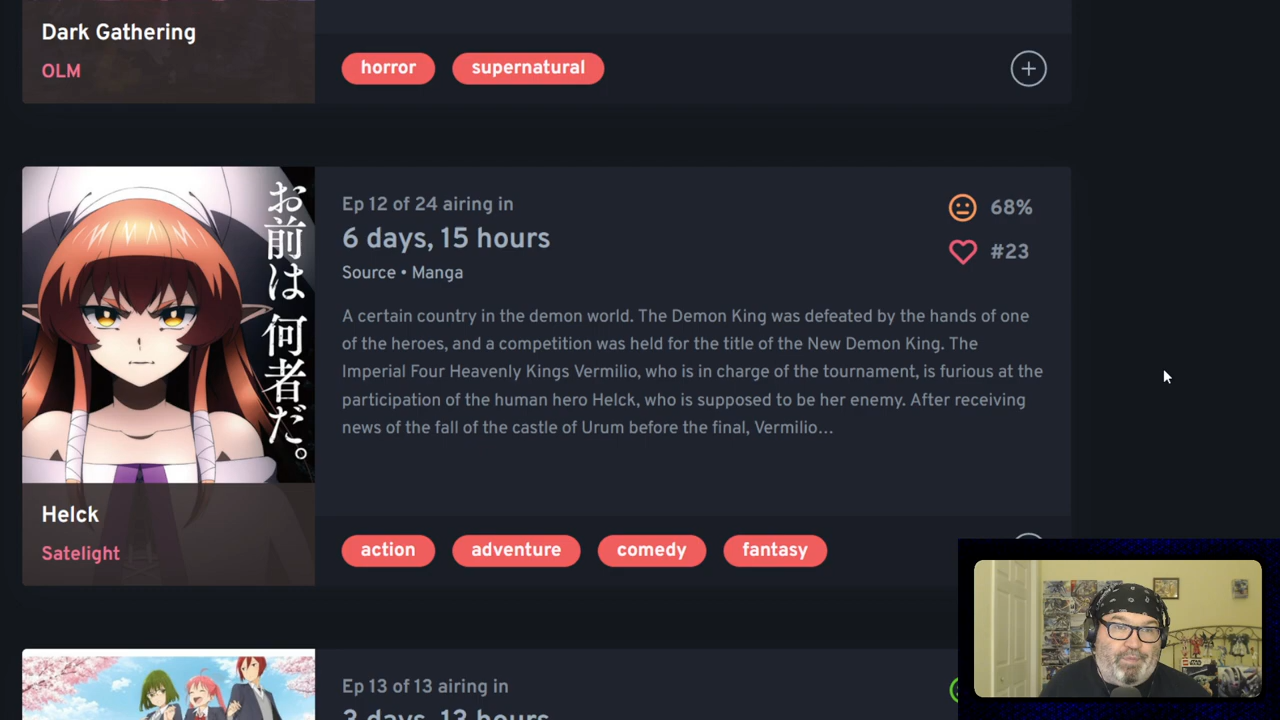 Dark Gathering
OLM
horror
supernatural
お前は
何者だ。
Helck
Satelight
Ep 12 of 24 airing in
6 days, 15 hours
Source • Manga
68%
#23
A certain country in the demon world. The Demon King was defeated by the hands of one
of the heroes, and a competition was held for the title of the New Demon King. The
Imperial Four Heavenly Kings Vermilio, who is in charge of the tournament, is furious at the
participation of the human hero Helck, who is supposed to be her enemy. After receiving
news of the fall of the castle of Urum before the final, Vermilio...
action
adventure
comedy
fantasy
Ep 13 of 13 airing in
3 days, 13 hours